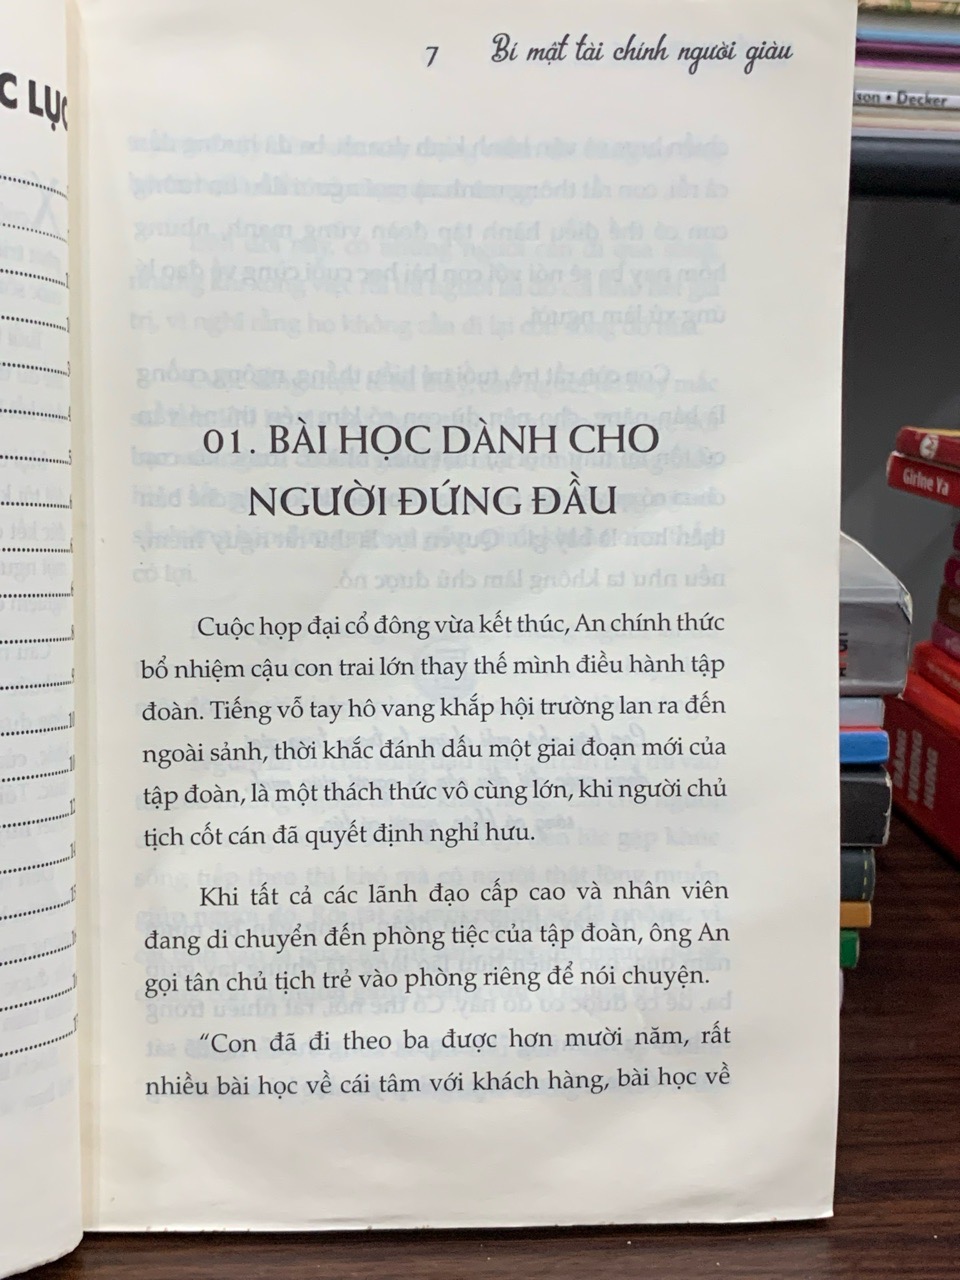 7 Bí mật tài chính người giàu
01. BÀI HỌC DÀNH CHO
NGƯỜI ĐỨNG ĐẦU
Cuộc họp đại cổ đông vừa kết thúc, An chính thức
bổ nhiệm cậu con trai lớn thay thế mình điều hành tập
đoàn. Tiếng vỗ tay hô vang khắp hội trường lan ra đến
ngoài sảnh, thời khắc đánh dấu một giai đoạn mới của
tập đoàn, là một thách thức vô cùng lớn, khi người chủ
tịch cốt cán đã quyết định nghỉ hưu.
Khi tất cả các lãnh đạo cấp cao và nhân viên
đang di chuyển đến phòng tiệc của tập đoàn, ông An
gọi tân chủ tịch trẻ vào phòng riêng để nói chuyện.
“Con đã đi theo ba được hơn mười năm, rất
nhiều bài học về cái tâm với khách hàng, bài học về
C LỤC
son • Decker
Girine Ya